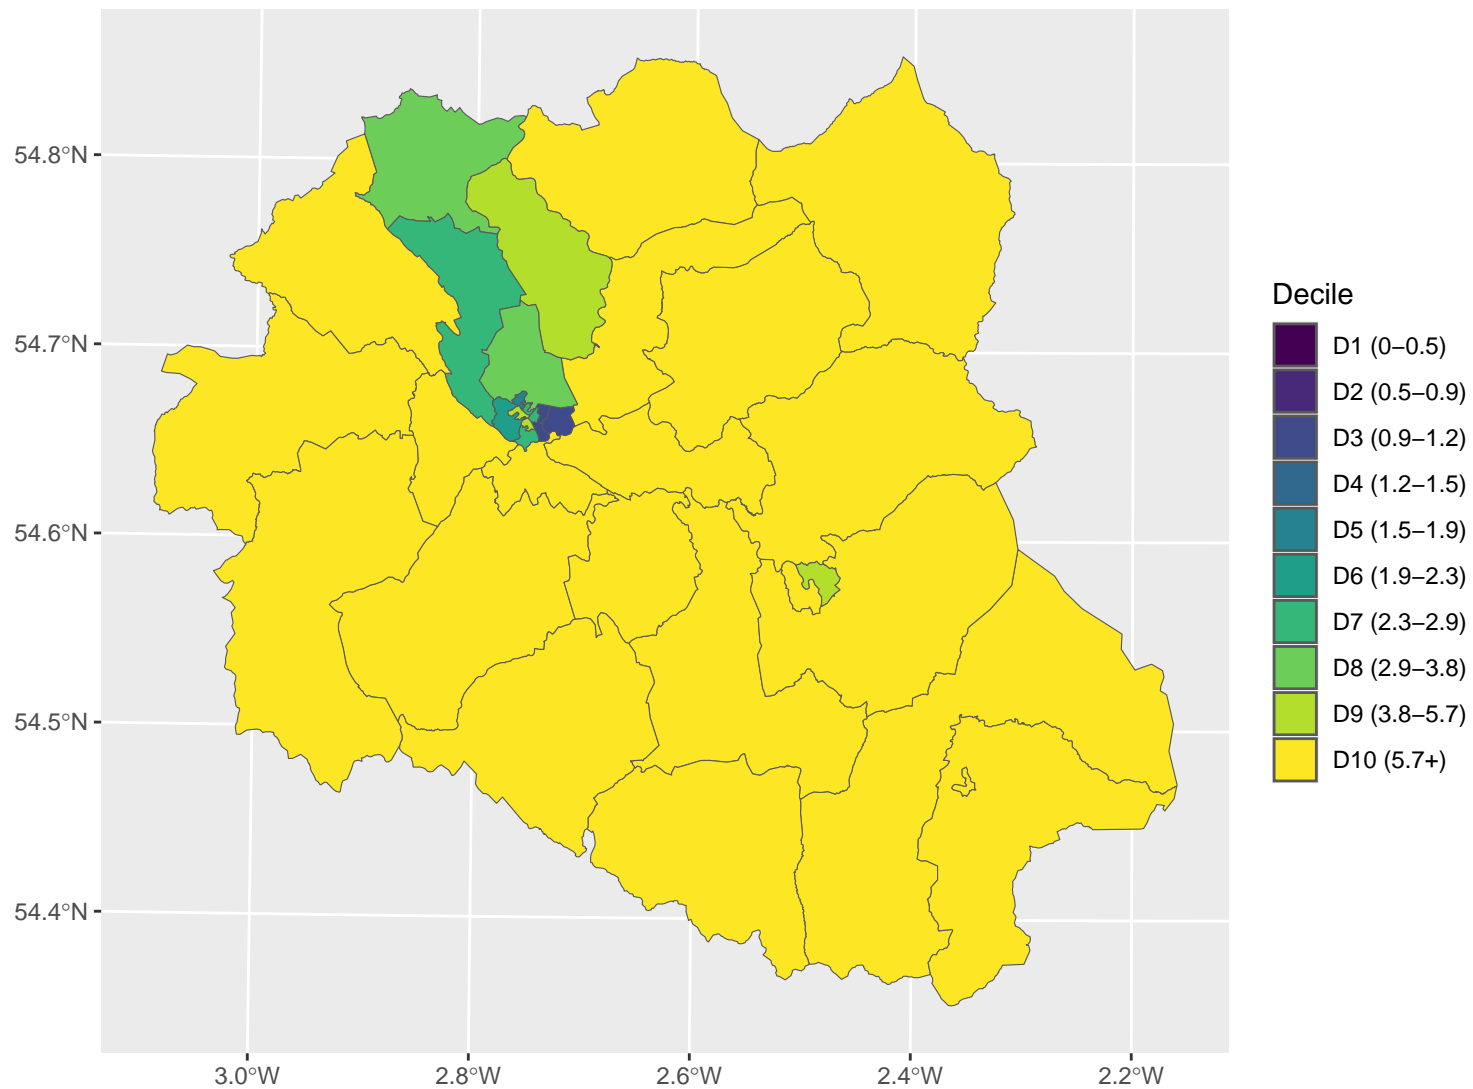 54.8°N
54.7°N
54.6°N
54.5°N
54.4°N
3.0°W
2.8°W
2.6°W
2.4°W
2.2°W
Decile
D1 (0–0.5)
D2 (0.5–0.9)
D3 (0.9–1.2)
D4 (1.2–1.5)
D5 (1.5–1.9)
D6 (1.9–2.3)
D7 (2.3–2.9)
D8 (2.9–3.8)
D9 (3.8–5.7)
D10 (5.7+)